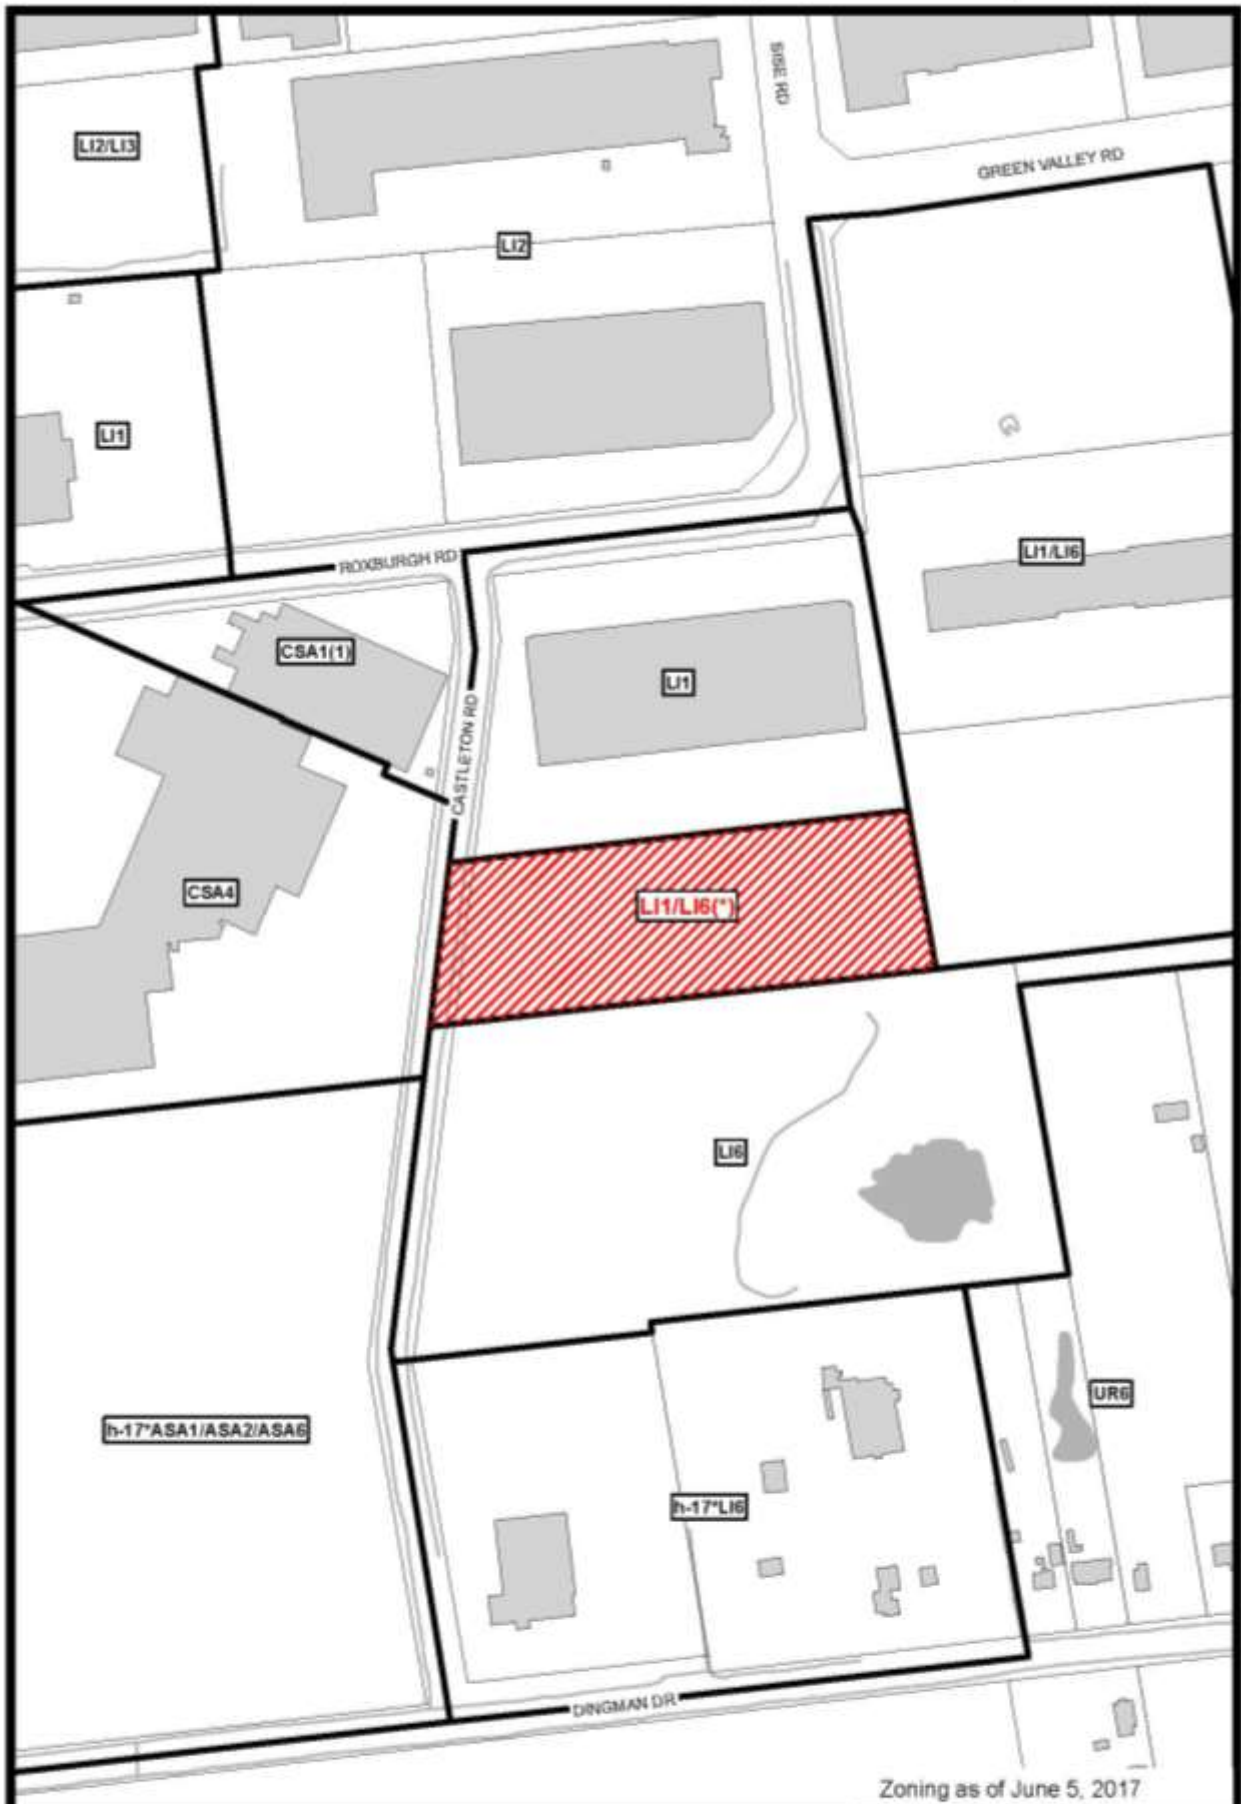 SISE RD
LI2/LI3
GREEN VALLEY RD
LI2
LI1
LI1/LI6
ROXBURGH RD
CSA1(1)
LI1
CASTLETON RD
CSA4
LI1/LI6(*)
LI6
UR6
h-17*ASA1/ASA2/ASA6
h-17*LI6
DINGMAN DR
Zoning as of June 5, 2017